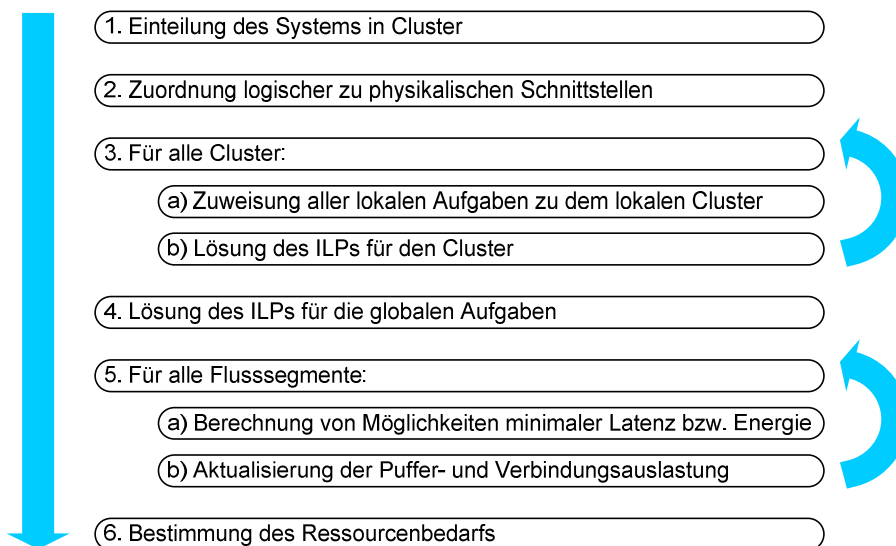 1. Einteilung des Systems in Cluster
2. Zuordnung logischer zu physikalischen Schnittstellen
3. Für alle Cluster:
a) Zuweisung aller lokalen Aufgaben zu dem lokalen Cluster
b) Lösung des ILPs für den Cluster
4. Lösung des ILPs für die globalen Aufgaben
5. Für alle Flusssegmente:
a) Berechnung von Möglichkeiten minimaler Latenz bzw. Energie
b) Aktualisierung der Puffer- und Verbindungsauslastung
6. Bestimmung des Ressourcenbedarfs